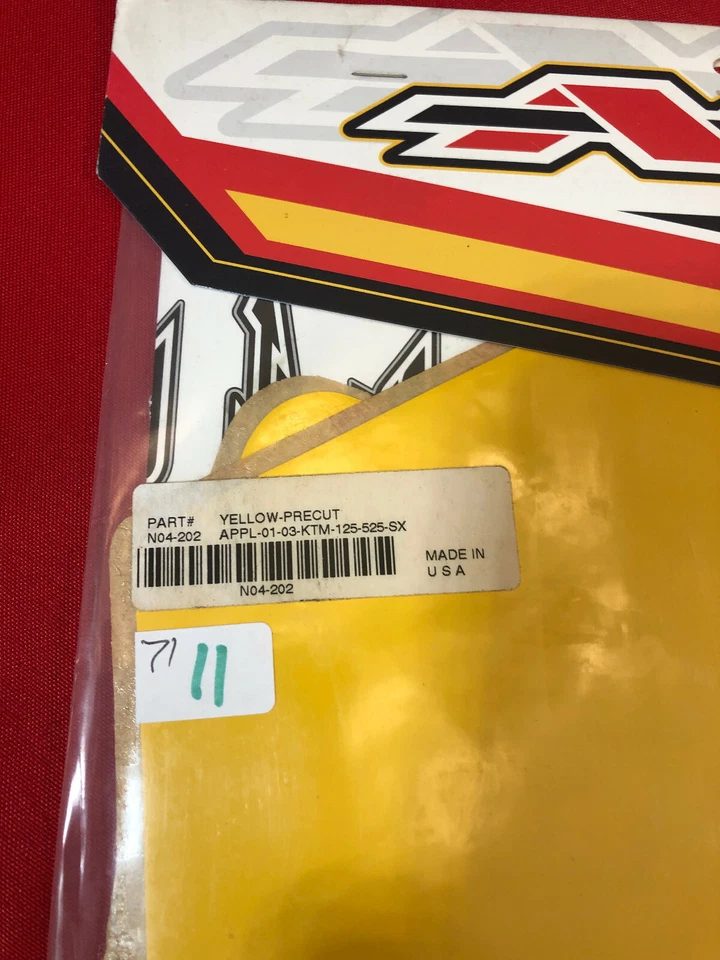 PART# YELLOW-PRECUT
N04-202 APPL-01-03-KTM-125-525-SX
MADE IN
USA
N04-202
71 11